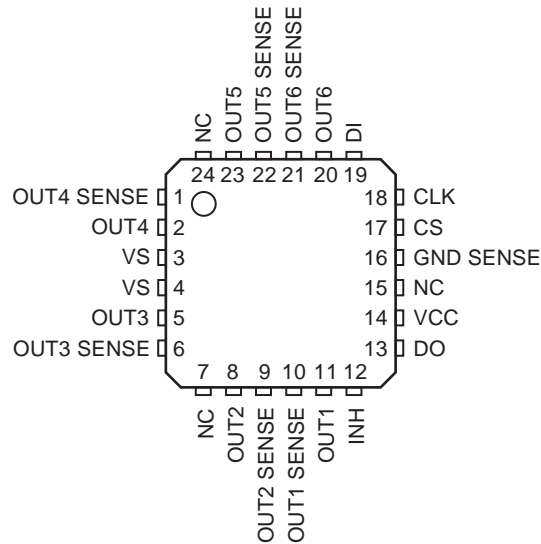 NC
OUT5
OUT5 SENSE
OUT6 SENSE
OUT6
DI
24 23 22 21 20 19
OUT4 SENSE 1
OUT4 2
VS 3
VS 4
OUT3 5
OUT3 SENSE 6
18 CLK
17 CS
16 GND SENSE
15 NC
14 VCC
13 DO
7 8 9 10 11 12
NC
OUT2
OUT2 SENSE
OUT1 SENSE
OUT1
INH